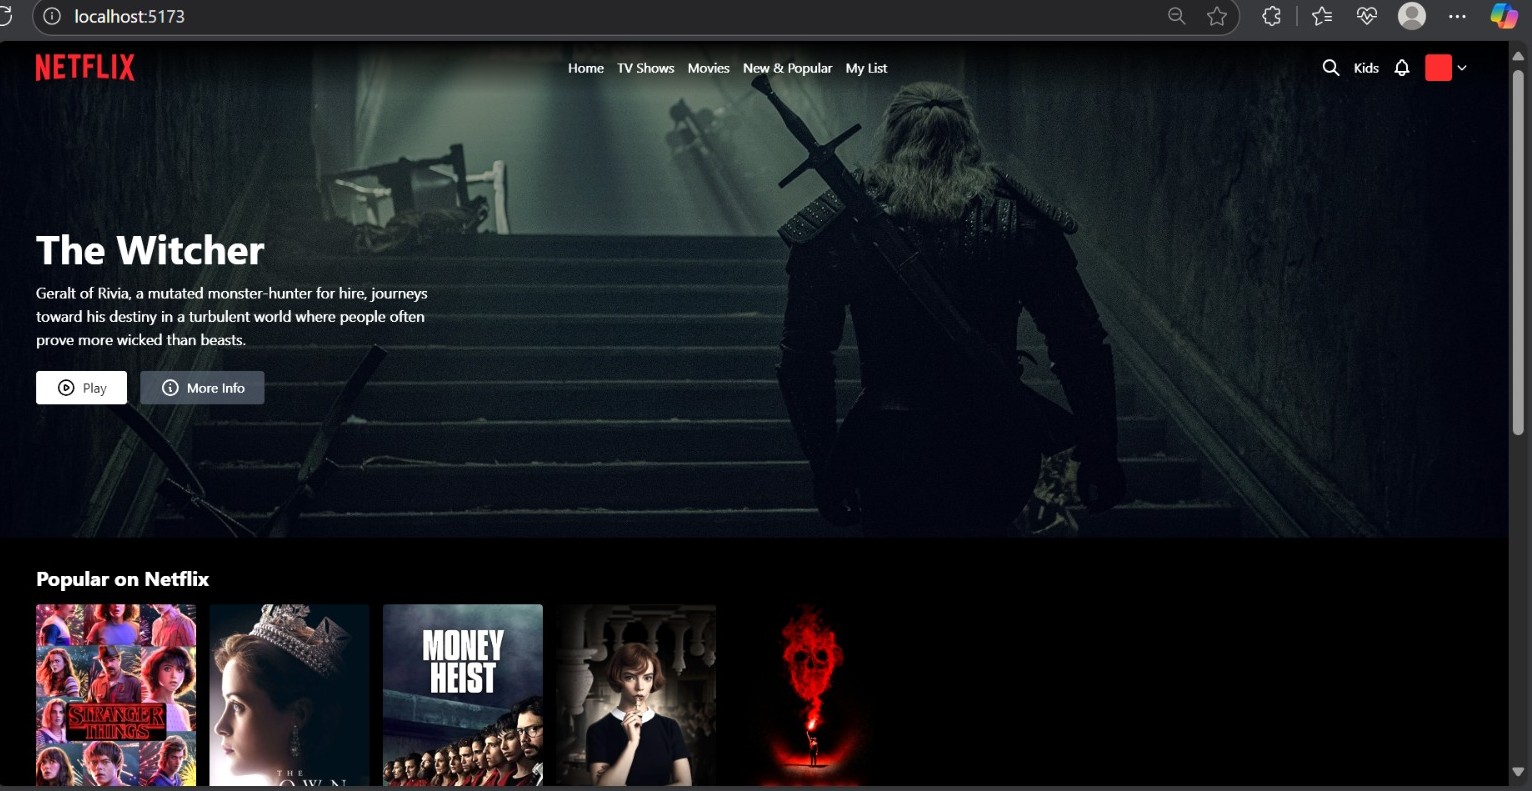 localhost:5173
NETFLIX
Home TV Shows Movies New & Popular My List
Kids
The Witcher
Geralt of Rivia, a mutated monster-hunter for hire, journeys
toward his destiny in a turbulent world where people often
prove more wicked than beasts.
Play More Info
Popular on Netflix
STRANGER
THINGS
THE
MONEY
HEIST